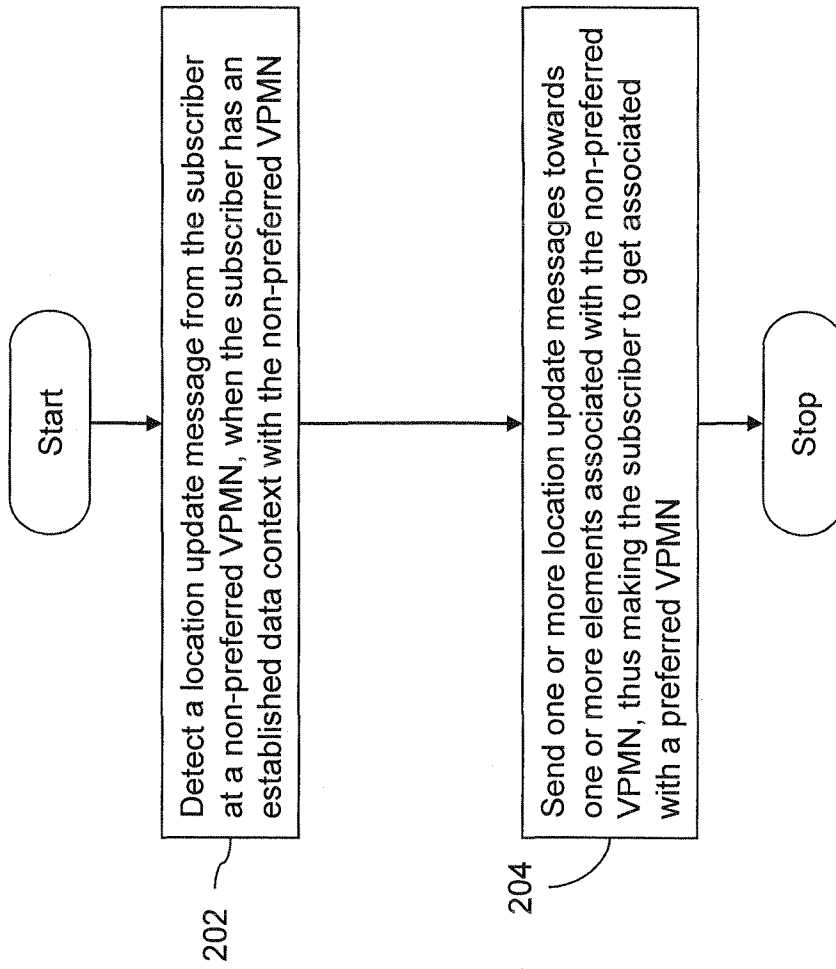 Start
Detect a location update message from the subscriber
at a non-preferred VPMN, when the subscriber has an
established data context with the non-preferred VPMN
202
Send one or more location update messages towards
one or more elements associated with the non-preferred
VPMN, thus making the subscriber to get associated
with a preferred VPMN
204
Stop